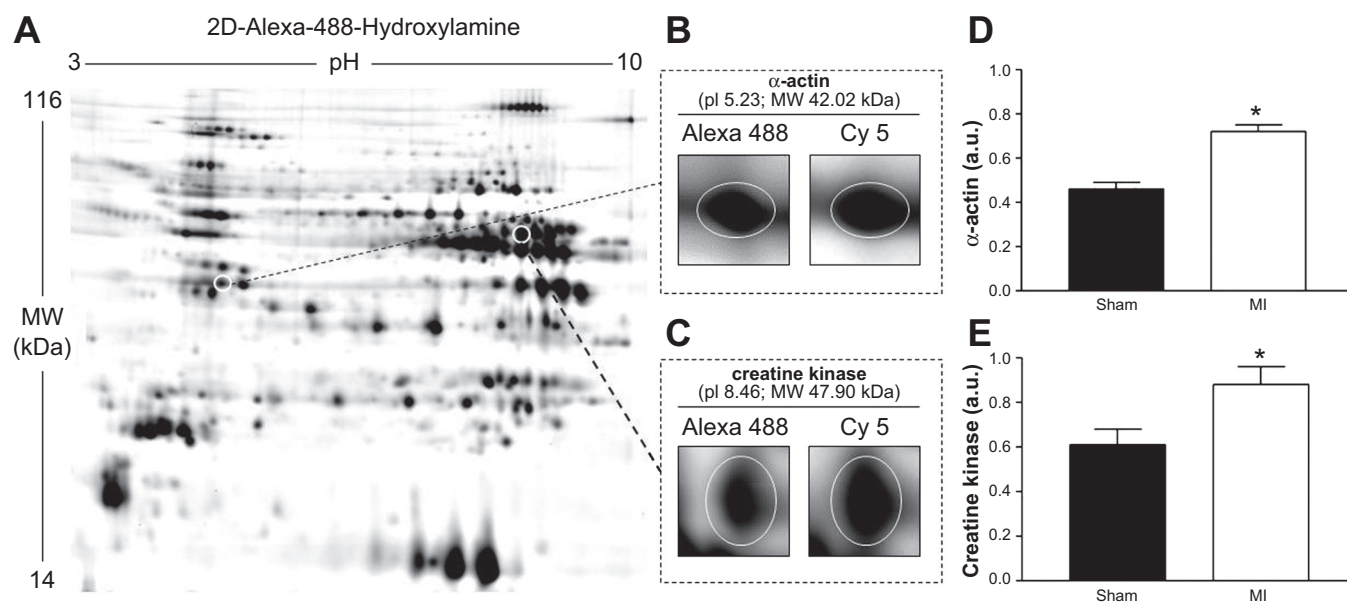 A
2D-Alexa-488-Hydroxylamine
3 pH 10
116
MW
(kDa)
14
B
α-actin
(pI 5.23; MW 42.02 kDa)
Alexa 488 Cy 5
C
creatine kinase
(pI 8.46; MW 47.90 kDa)
Alexa 488 Cy 5
D
α-actin (a.u.)
1.0
0.8
0.6
0.4
0.2
0.0
*
Sham MI
E
Creatine kinase (a.u.)
1.0
0.8
0.6
0.4
0.2
0.0
*
Sham MI